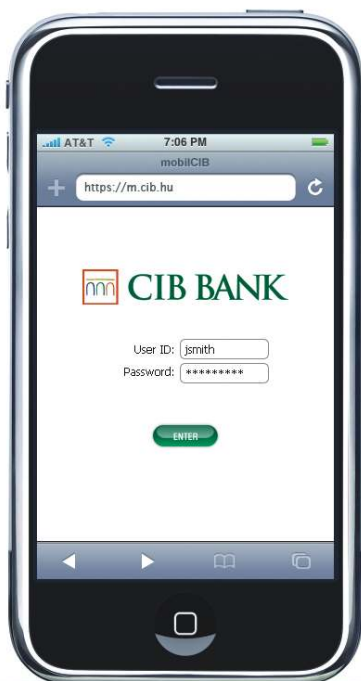 AT&T 7:06 PM
mobilCIB
https://m.cib.hu
CIB BANK
User ID: jsmith
Password: *********
ENTER